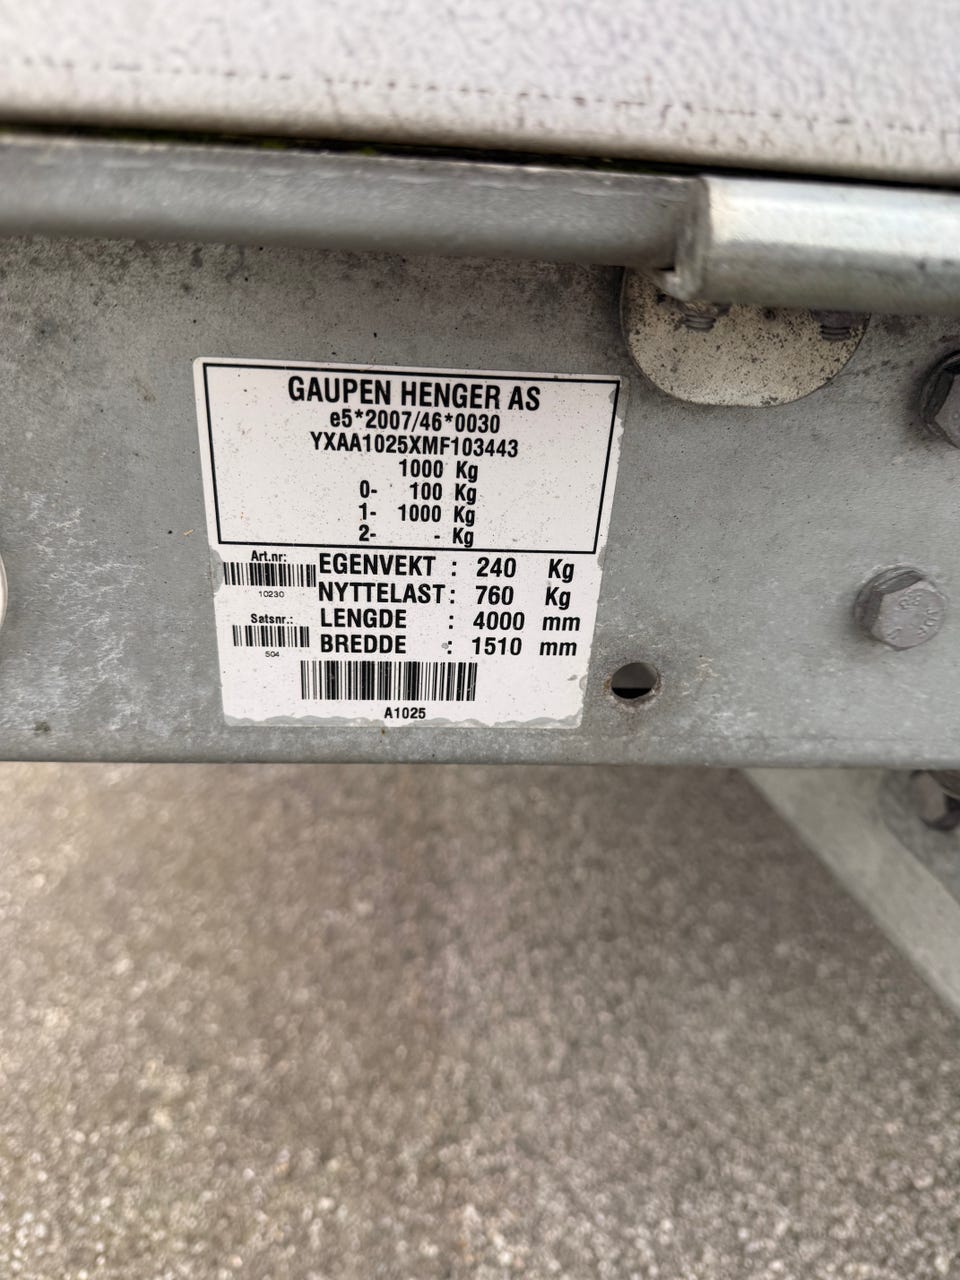 GAUPEN HENGER AS
e5*2007/46*0030
YXAA1025XMF103443
1000 Kg
0- 100 Kg
1- 1000 Kg
2- - Kg
Art.nr:
10230
Satsnr.:
504
EGENVEKT : 240 Kg
NYTTELAST : 760 Kg
LENGDE : 4000 mm
BREDDE : 1510 mm
A1025